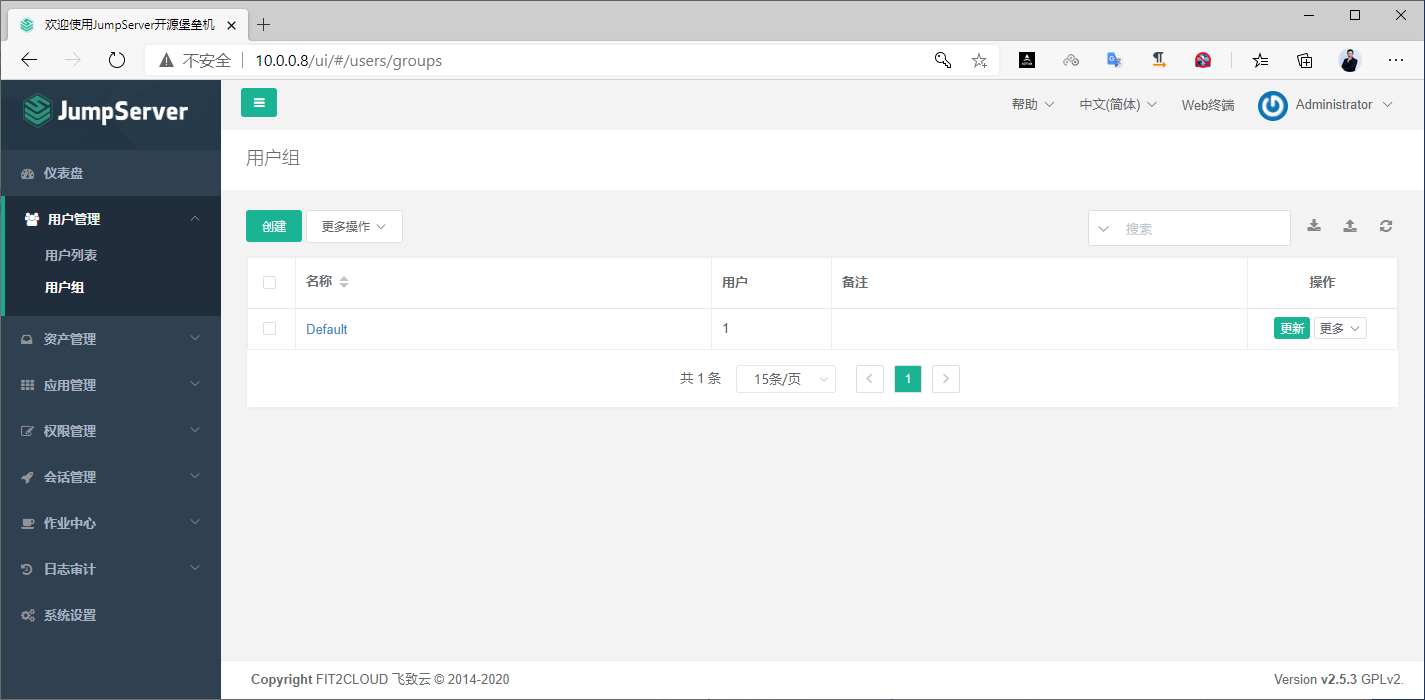 欢迎使用JumpServer开源堡垒机
不安全 10.0.0.8/ui/#/users/groups
JumpServer
帮助 中文(简体) Web终端 Administrator
用户组
仪表盘
用户管理
用户列表
用户组
资产管理
应用管理
权限管理
会话管理
作业中心
日志审计
系统设置
创建 更多操作 搜索
名称 用户 备注 操作
Default 1 更新 更多
共 1 条 15条/页 1
Copyright FIT2CLOUD 飞致云 © 2014-2020 Version v2.5.3 GPLv2.